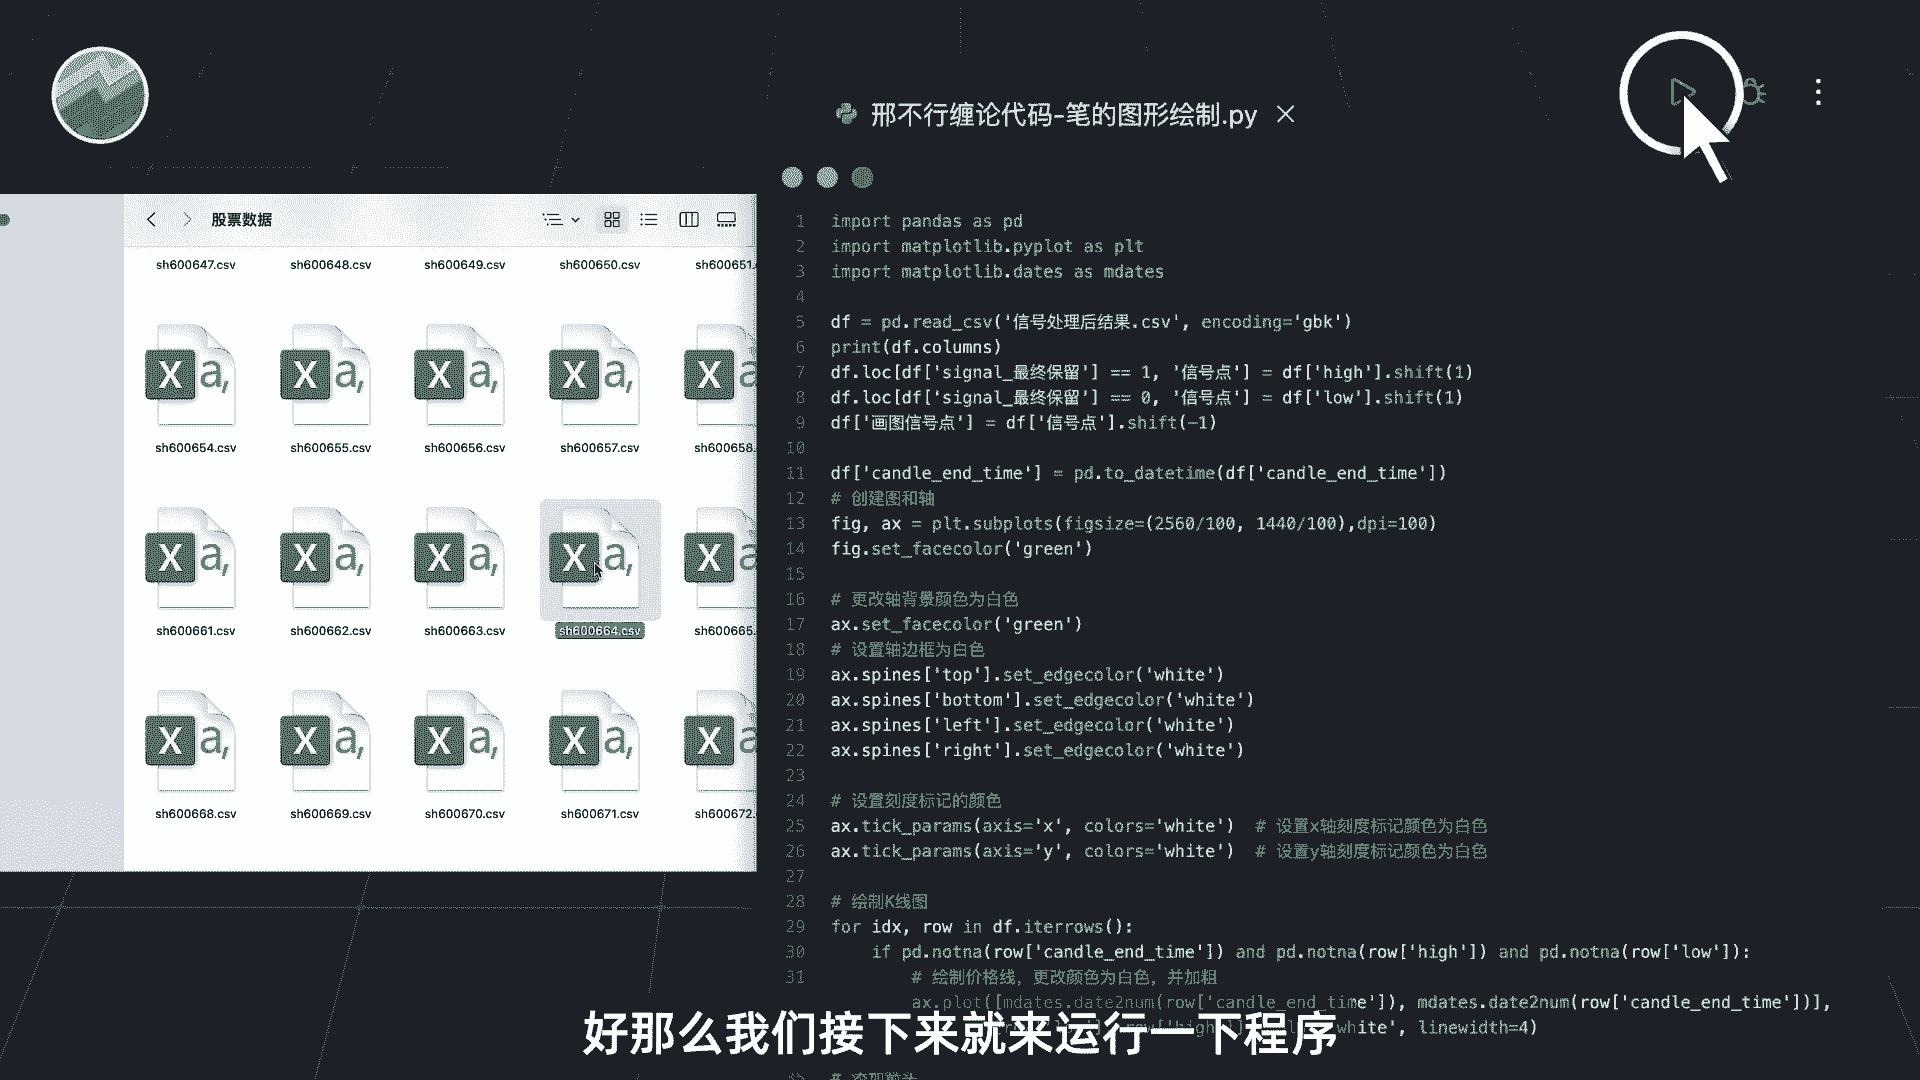 邢不行缠论代码-笔的图形绘制.py
股票数据
sh600647.csv sh600648.csv sh600649.csv sh600650.csv sh600651.
sh600654.csv sh600655.csv sh600656.csv sh600657.csv sh600658.
sh600661.csv sh600662.csv sh600663.csv sh600664.csv sh600665.
sh600668.csv sh600669.csv sh600670.csv sh600671.csv sh600672.
1 import pandas as pd
2 import matplotlib.pyplot as plt
3 import matplotlib.dates as mdates
4
5 df = pd.read_csv('信号处理后结果.csv', encoding='gbk')
6 print(df.columns)
7 df.loc[df['signal_最终保留'] == 1, '信号点'] = df['high'].shift(1)
8 df.loc[df['signal_最终保留'] == 0, '信号点'] = df['low'].shift(1)
9 df['画图信号点'] = df['信号点'].shift(-1)
10
11 df['candle_end_time'] = pd.to_datetime(df['candle_end_time'])
12 # 创建图和轴
13 fig, ax = plt.subplots(figsize=(2560/100, 1440/100),dpi=100)
14 fig.set_facecolor('green')
15
16 # 更改轴背景颜色为白色
17 ax.set_facecolor('green')
18 # 设置轴边框为白色
19 ax.spines['top'].set_edgecolor('white')
20 ax.spines['bottom'].set_edgecolor('white')
21 ax.spines['left'].set_edgecolor('white')
22 ax.spines['right'].set_edgecolor('white')
23
24 # 设置刻度标记的颜色
25 ax.tick_params(axis='x', colors='white') # 设置x轴刻度标记颜色为白色
26 ax.tick_params(axis='y', colors='white') # 设置y轴刻度标记颜色为白色
27
28 # 绘制K线图
29 for idx, row in df.iterrows():
30 if pd.notna(row['candle_end_time']) and pd.notna(row['high']) and pd.notna(row['low']):
31 # 绘制价格线，更改颜色为白色，并加粗
ax.plot([mdates.date2num(row['candle_end_time']), mdates.date2num(row['candle_end_time'])],
white', linewidth=4)
好那么我们接下来就来运行一下程序